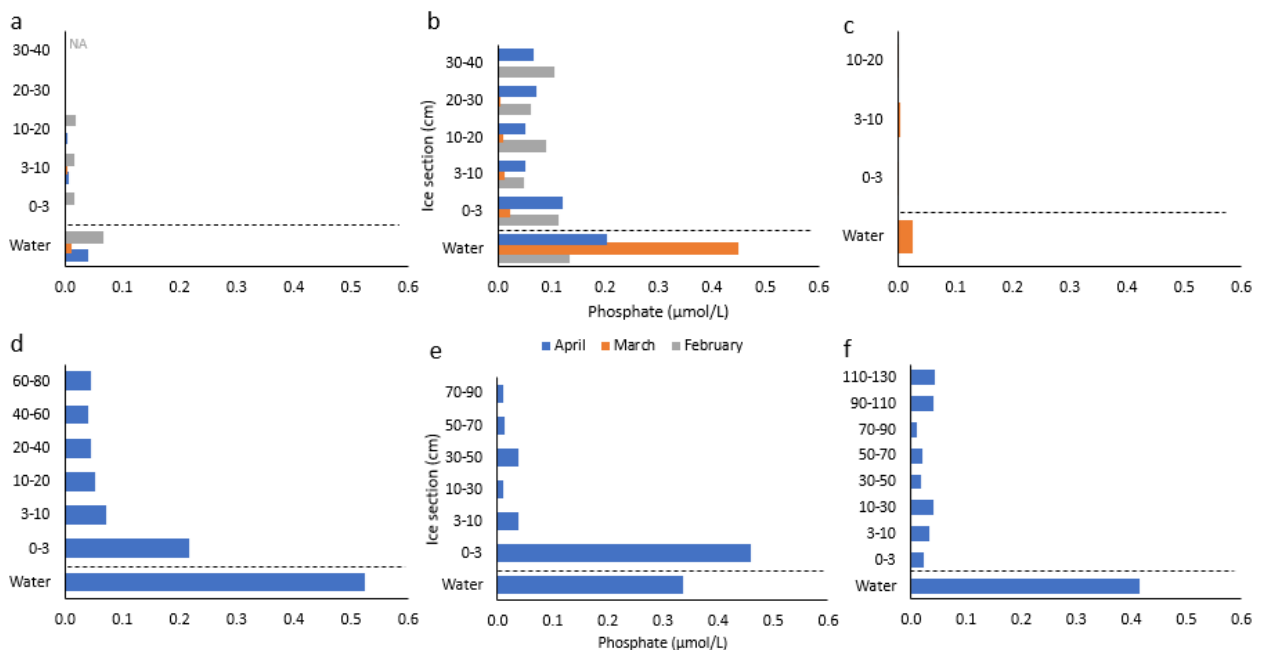 a
NA
30-40
20-30
10-20
3-10
0-3
Water
0.0 0.1 0.2 0.3 0.4 0.5 0.6
b
Ice section (cm)
30-40
20-30
10-20
3-10
0-3
Water
0.0 0.1 0.2 0.3 0.4 0.5 0.6
Phosphate (µmol/L)
c
10-20
3-10
0-3
Water
0.0 0.1 0.2 0.3 0.4 0.5 0.6
April March February
d
60-80
40-60
20-40
10-20
3-10
0-3
Water
0.0 0.1 0.2 0.3 0.4 0.5 0.6
e
Ice section (cm)
70-90
50-70
30-50
10-30
3-10
0-3
Water
0.0 0.1 0.2 0.3 0.4 0.5 0.6
Phosphate (µmol/L)
f
110-130
90-110
70-90
50-70
30-50
10-30
3-10
0-3
Water
0.0 0.1 0.2 0.3 0.4 0.5 0.6